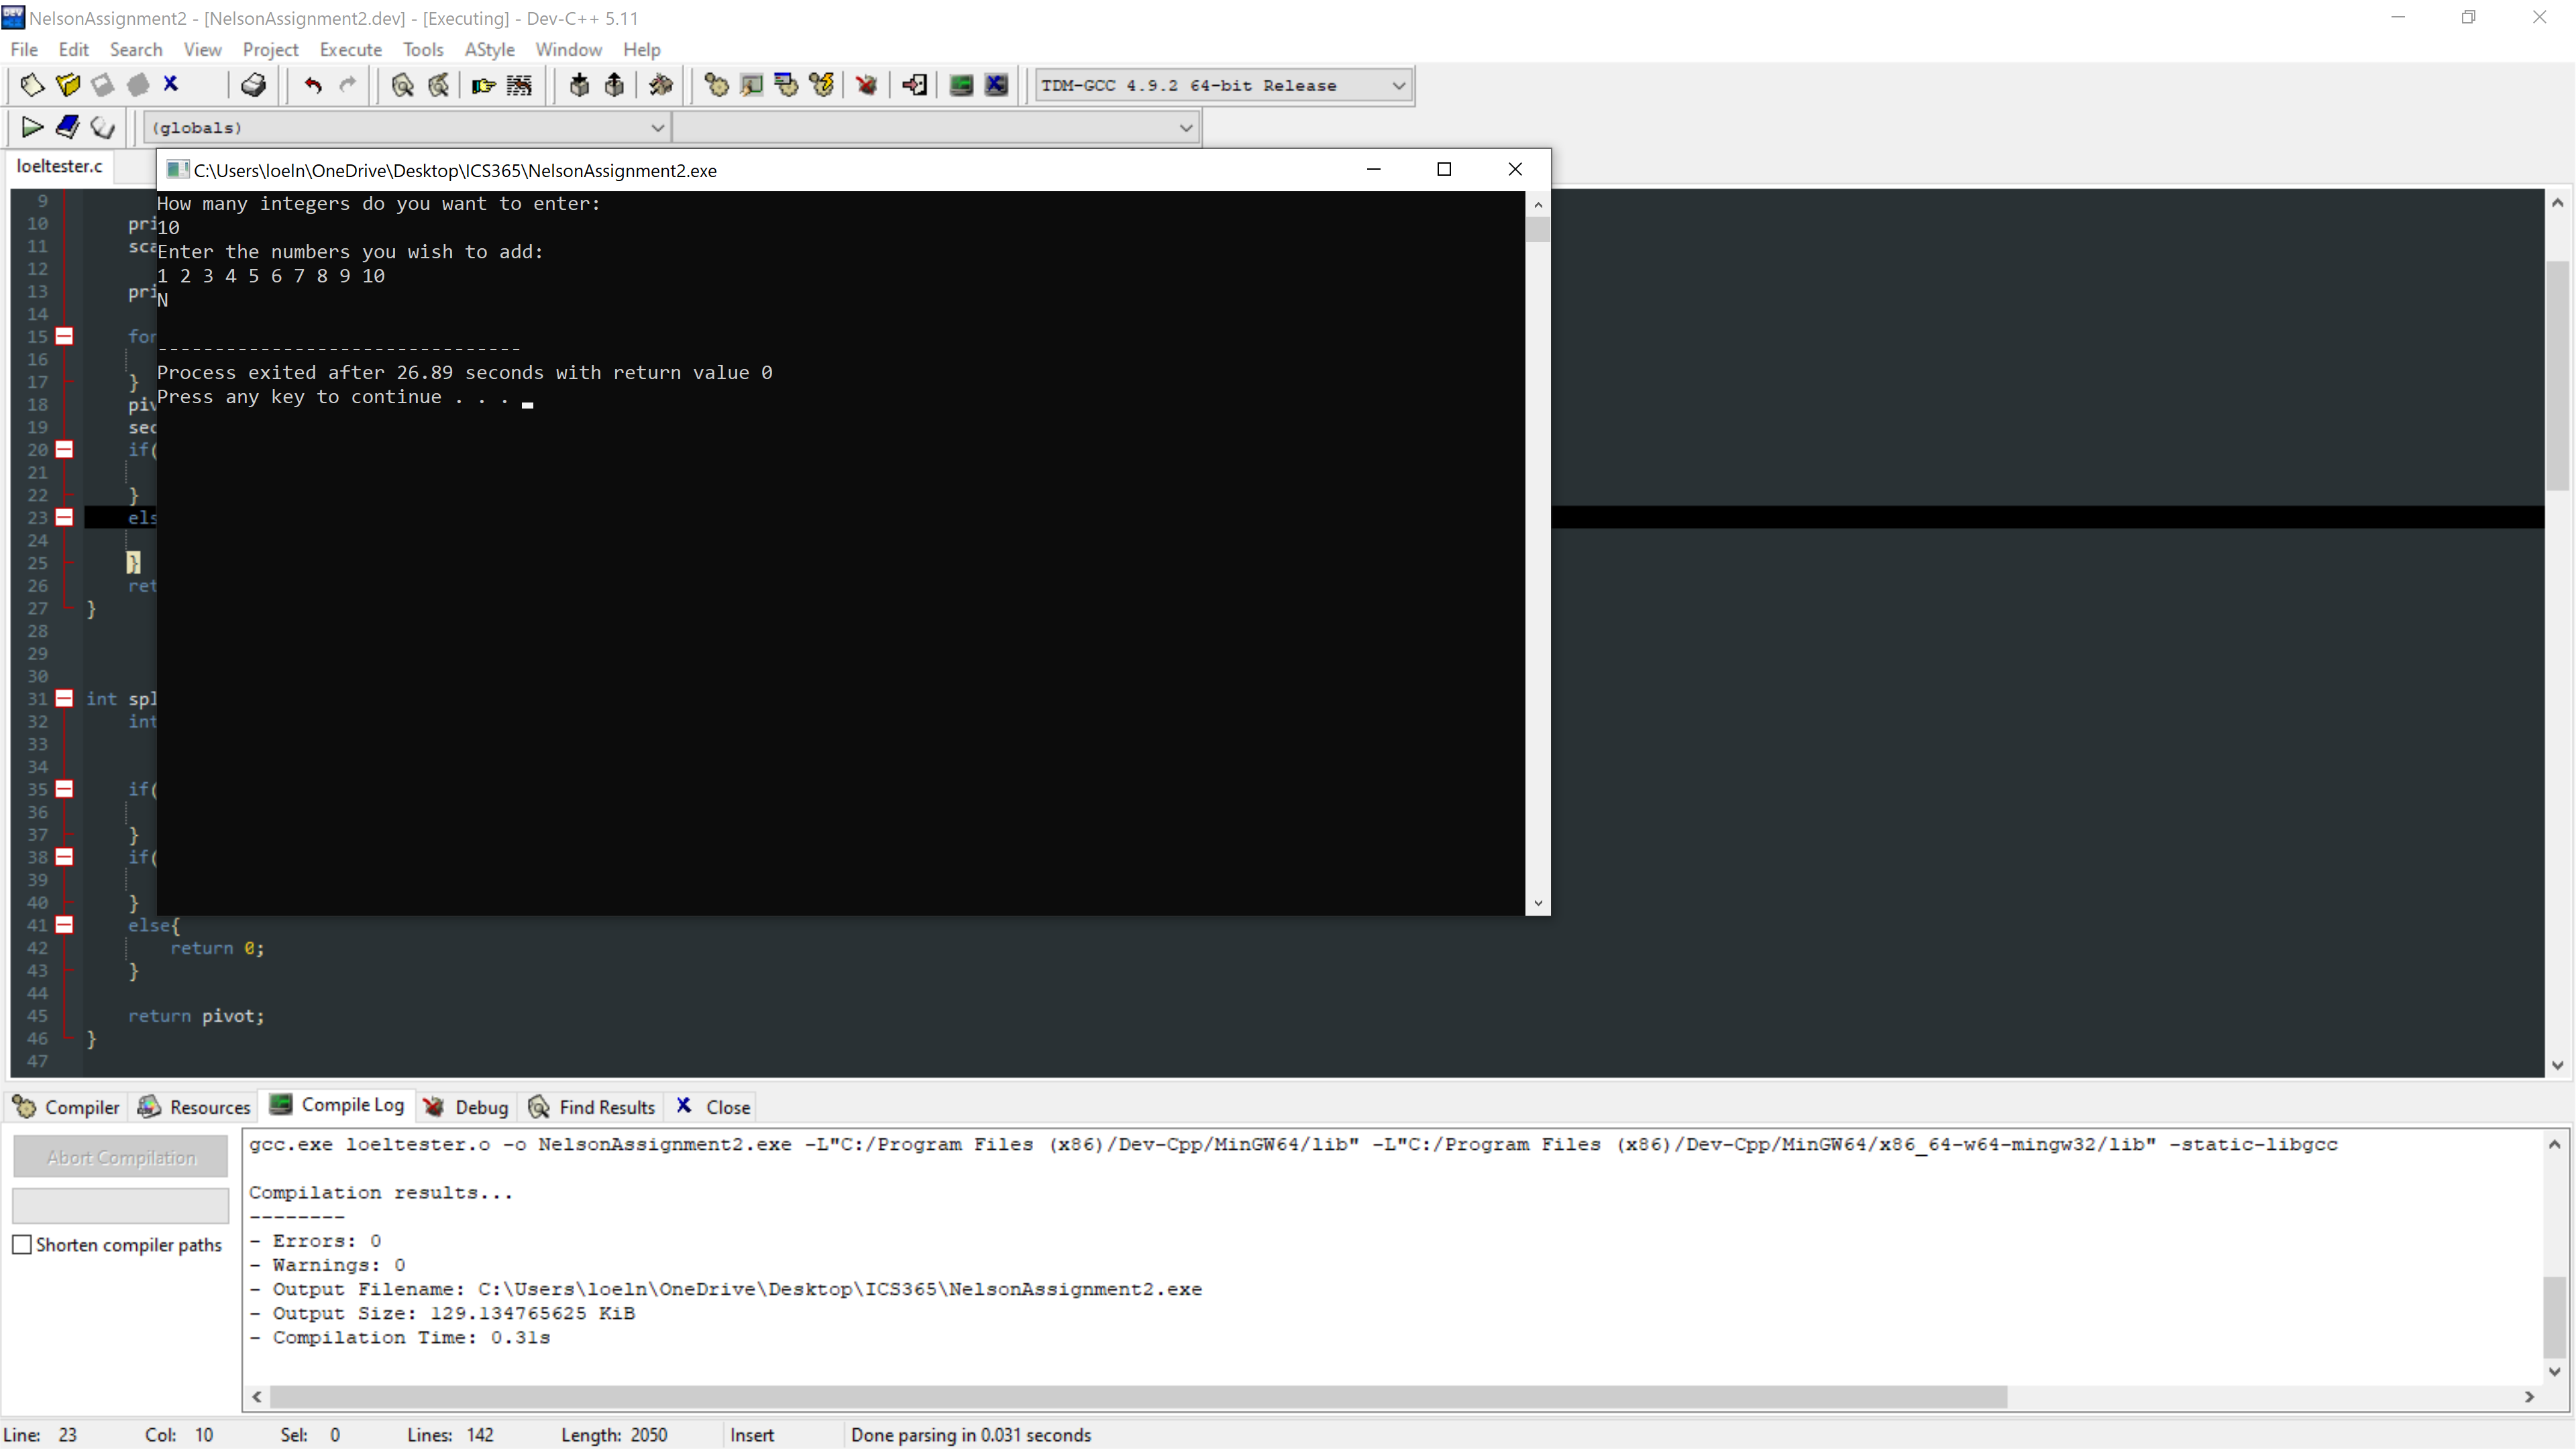 NelsonAssignment2 - [NelsonAssignment2.dev] - [Executing] - Dev-C++ 5.11
File Edit Search View Project Execute Tools AStyle Window Help
TDM-GCC 4.9.2 64-bit Release
(globals)
loeltester.c
C:\Users\loeln\OneDrive\Desktop\ICS365\NelsonAssignment2.exe
How many integers do you want to enter:
10
Enter the numbers you wish to add:
1 2 3 4 5 6 7 8 9 10
N
--------------------------------
Process exited after 26.89 seconds with return value 0
Press any key to continue . . .
9
10 pri
11 sca
12
13 pri
14
15 for
16
17 }
18 piv
19 sec
20 if(
21
22 }
23 els
24
25 }
26 ret
27 }
28
29
30
31 int spl
32 int
33
34
35 if(
36
37 }
38 if(
39
40 }
41 else{
42 return 0;
43 }
44
45 return pivot;
46 }
47
Compiler Resources Compile Log Debug Find Results Close
Abort Compilation
Shorten compiler paths
gcc.exe loeltester.o -o NelsonAssignment2.exe -L"C:/Program Files (x86)/Dev-Cpp/MinGW64/lib" -L"C:/Program Files (x86)/Dev-Cpp/MinGW64/x86_64-w64-mingw32/lib" -static-libgcc
Compilation results...
--------
- Errors: 0
- Warnings: 0
- Output Filename: C:\Users\loeln\OneDrive\Desktop\ICS365\NelsonAssignment2.exe
- Output Size: 129.134765625 KiB
- Compilation Time: 0.31s
Line: 23 Col: 10 Sel: 0 Lines: 142 Length: 2050 Insert Done parsing in 0.031 seconds